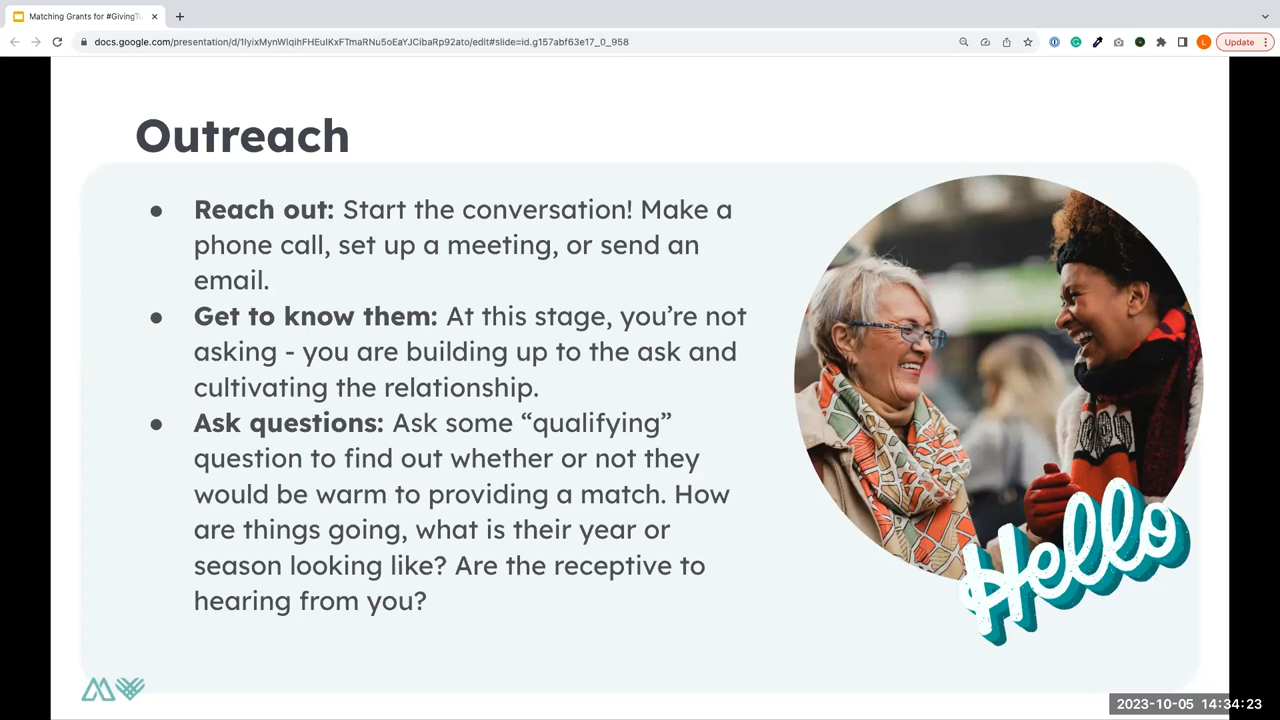 Matching Grants for #GivingTu
docs.google.com/presentation/d/1IyixMynWlqihFHEuIKxFTmaRNu5oEaYJCibaRp92ato/edit#slide=id.g157abf63e17_0_958
Update
Outreach
● Reach out: Start the conversation! Make a
phone call, set up a meeting, or send an
email.
● Get to know them: At this stage, you’re not
asking - you are building up to the ask and
cultivating the relationship.
● Ask questions: Ask some “qualifying”
question to find out whether or not they
would be warm to providing a match. How
are things going, what is their year or
season looking like? Are the receptive to
hearing from you?
Hello
2023-10-05 14:34:23